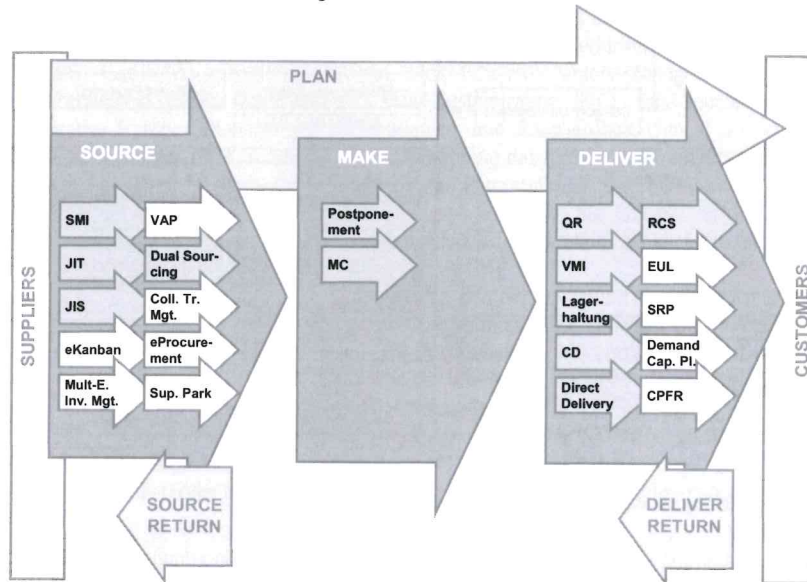 PLAN
SUPPLIERS
SOURCE
SMI
VAP
JIT
Dual Sour-
cing
JIS
Coll. Tr.
Mgt.
eKanban
eProcure-
ment
Mult-E.
Inv. Mgt.
Sup. Park
MAKE
Postpone-
ment
MC
DELIVER
QR
RCS
VMI
EUL
Lager-
haltung
SRP
CD
Demand
Cap. Pl.
Direct
Delivery
CPFR
CUSTOMERS
SOURCE
RETURN
DELIVER
RETURN